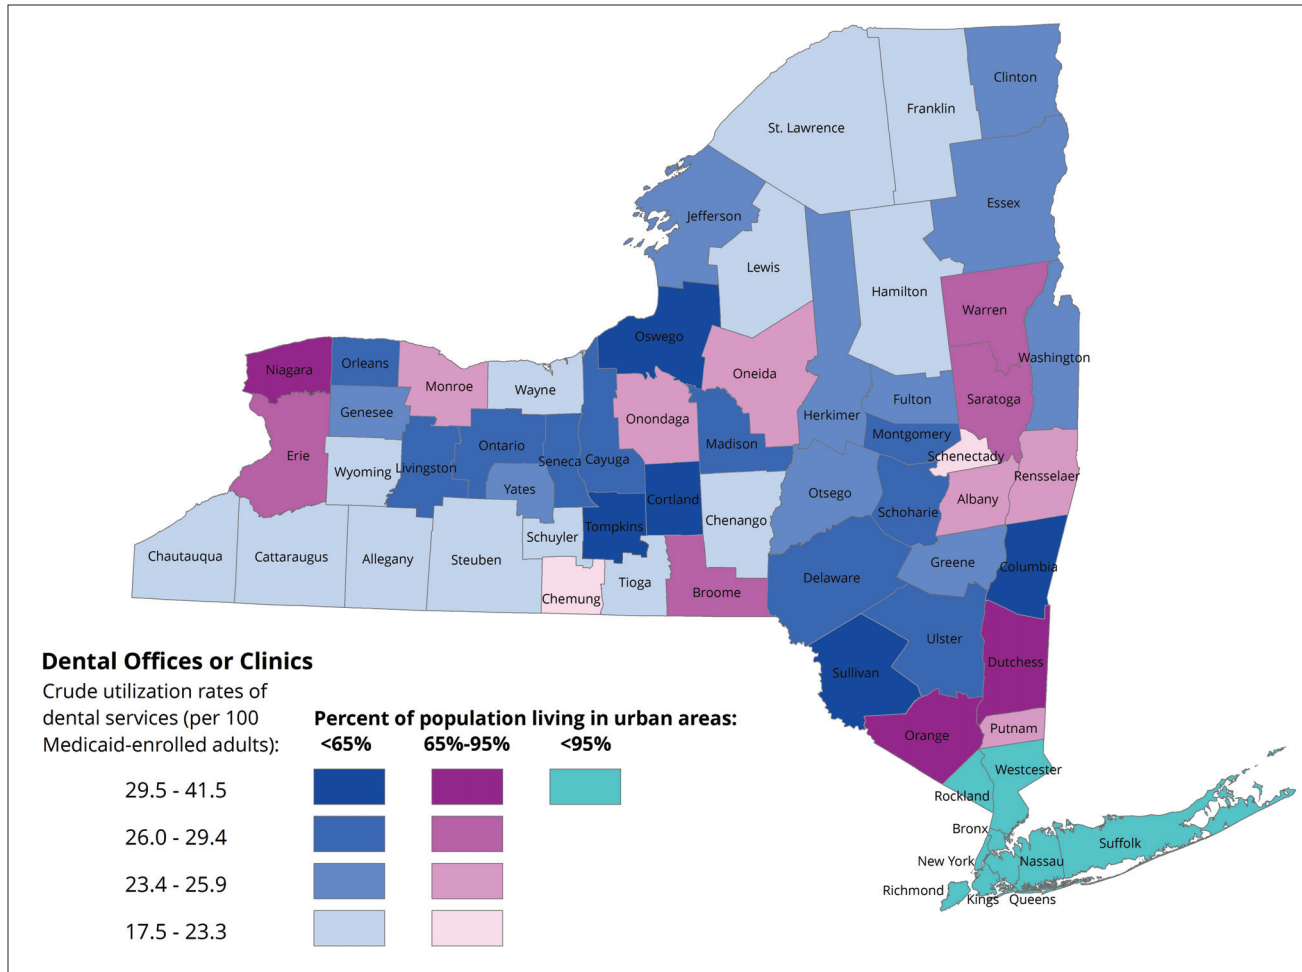 Clinton
Franklin
St. Lawrence
Essex
Jefferson
Lewis
Hamilton
Warren
Oswego
Washington
Niagara
Orleans
Oneida
Monroe
Wayne
Saratoga
Fulton
Genesee
Onondaga
Herkimer
Montgomery
Madison
Ontario
Erie
Schenectady
Cayuga
Seneca
Livingston
Wyoming
Rensselaer
Yates
Otsego
Cortland
Albany
Schoharie
Chenango
Tompkins
Schuyler
Chautauqua
Cattaraugus
Allegany
Steuben
Greene
Columbia
Delaware
Tioga
Broome
Chemung
Ulster
Dutchess
Sullivan
Putnam
Orange
Westcester
Rockland
Bronx
Suffolk
New York
Nassau
Richmond
Kings
Queens
Dental Offices or Clinics
Crude utilization rates of
dental services (per 100
Medicaid-enrolled adults):
Percent of population living in urban areas:
<65% 65%-95% <95%
29.5 - 41.5
26.0 - 29.4
23.4 - 25.9
17.5 - 23.3